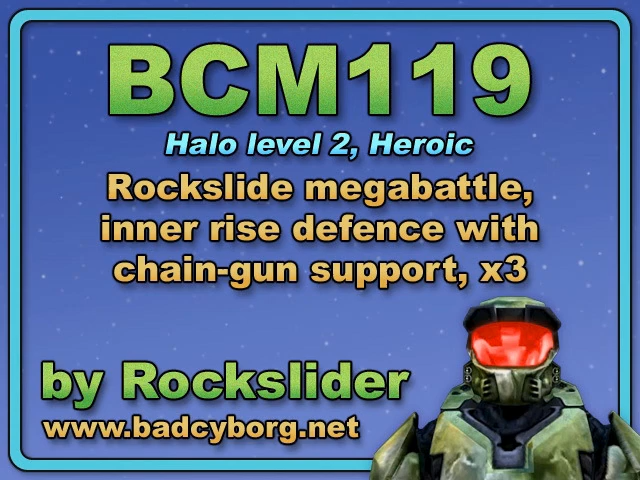 BCM119
Halo level 2, Heroic
Rockslide megabattle,
inner rise defence with
chain-gun support, x3
by Rockslider
www.badcyborg.net